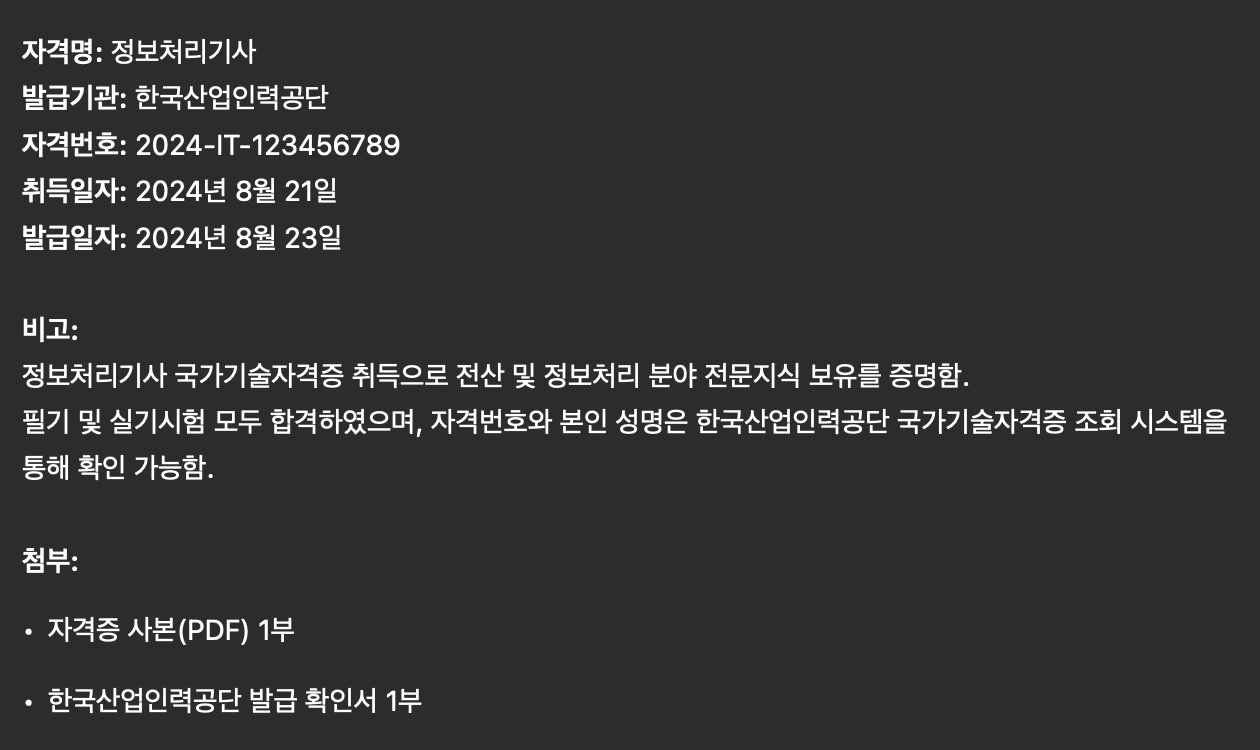 자격명: 정보처리기사
발급기관: 한국산업인력공단
자격번호: 2024-IT-123456789
취득일자: 2024년 8월 21일
발급일자: 2024년 8월 23일
비고:
정보처리기사 국가기술자격증 취득으로 전산 및 정보처리 분야 전문지식 보유를 증명함.
필기 및 실기시험 모두 합격하였으며, 자격번호와 본인 성명은 한국산업인력공단 국가기술자격증 조회 시스템을
통해 확인 가능함.
첨부:
• 자격증 사본(PDF) 1부
• 한국산업인력공단 발급 확인서 1부